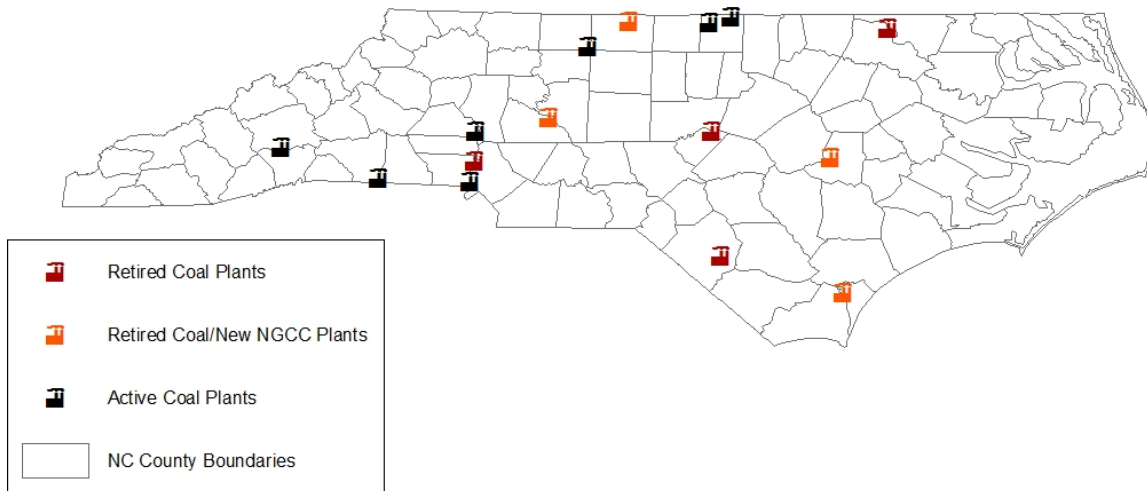 Retired Coal Plants
Retired Coal/New NGCC Plants
Active Coal Plants
NC County Boundaries